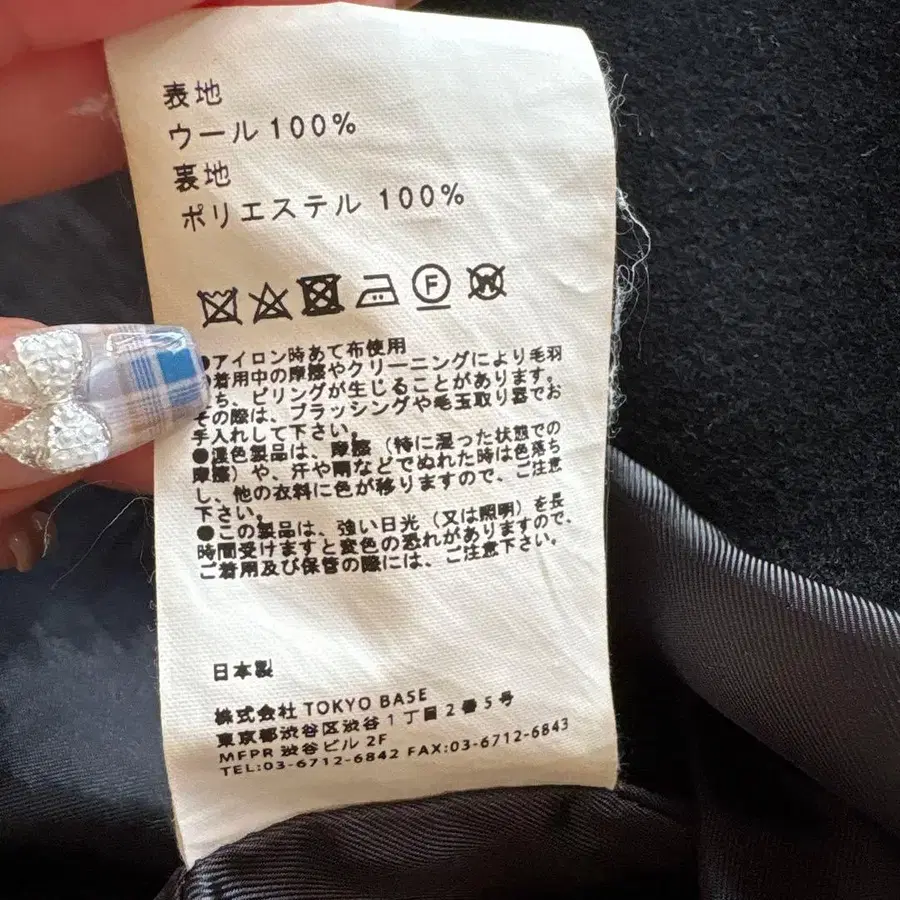 表地
ウール 100%
裏地
ポリエステル 100%
F W
●アイロン時あて布使用
●着用中の摩擦やクリーニングにより毛羽
ち、ピリングが生じることがあります。
その際は、ブラッシングや毛玉取り器でお
手入れして下さい。
●濃色製品は、摩擦（特に湿った状態での
摩擦）や、汗や雨などでぬれた時は色落ち
し、他の衣料に色が移りますので、ご注意
下さい。
●この製品は、強い日光（又は照明）を長
時間受けますと変色の恐れがありますので、
ご着用及び保管の際には、ご注意下さい。
日本製
株式会社 TOKYO BASE
東京都渋谷区渋谷１丁目２番５号
MFPR 渋谷ビル 2F
TEL:03-6712-6842 FAX:03-6712-6843